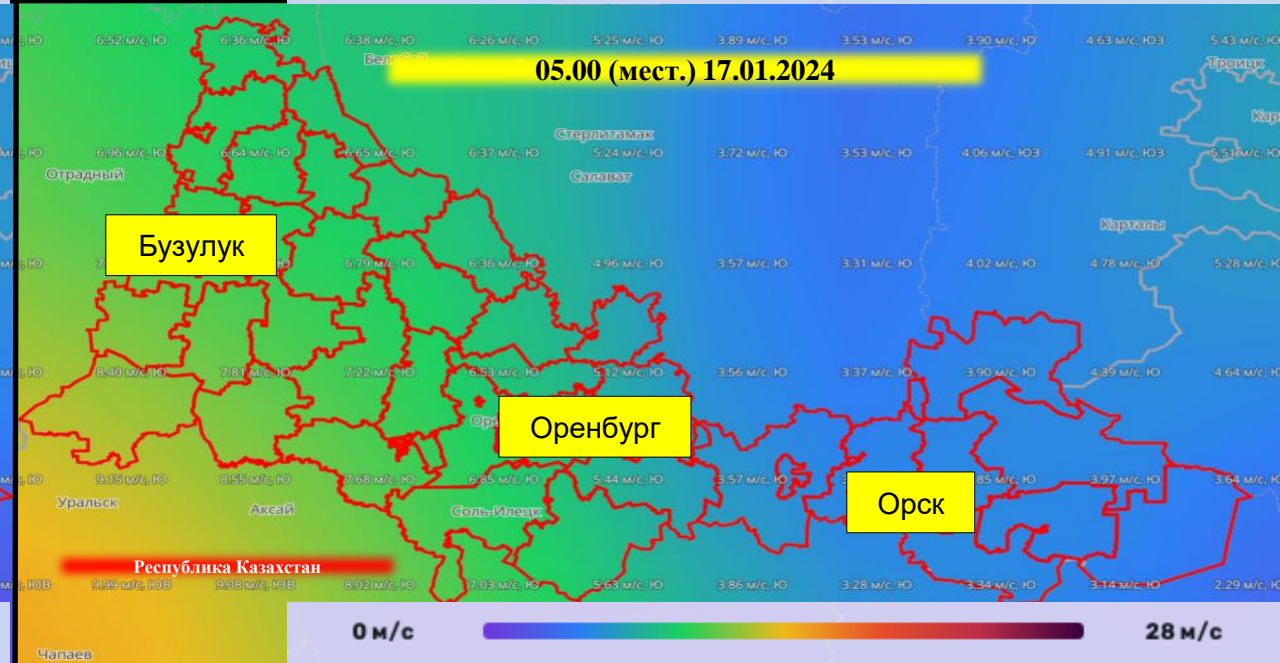 6.52 м/с, Ю 6.36 м/с, Ю 6.38 м/с, Ю 6.26 м/с, Ю 5.25 м/с, Ю 3.89 м/с, Ю 3.53 м/с, Ю 3.90 м/с, Ю 4.63 м/с, ЮЗ 5.43 м/с, Ю
Троицк
05.00 (мест.) 17.01.2024
Стерлитамак
м/с, Ю 6.96 м/с, Ю 6.64 м/с, Ю 6.65 м/с, Ю 6.37 м/с, Ю 5.24 м/с, Ю 3.72 м/с, Ю 3.53 м/с, Ю 4.06 м/с, ЮЗ 4.91 м/с, ЮЗ 5.51 м/с, Ю
Отрадный Салават
Карталы
Бузулук
6.79 м/с, Ю 6.36 м/с, Ю 4.96 м/с, Ю 3.57 м/с, Ю 3.31 м/с, Ю 4.02 м/с, Ю 4.78 м/с, Ю 5.28 м/с, Ю
8.40 м/с, Ю 7.81 м/с, Ю 7.22 м/с, Ю 6.53 м/с, Ю 5.12 м/с, Ю 3.56 м/с, Ю 3.37 м/с, Ю 3.90 м/с, Ю 4.39 м/с, Ю 4.64 м/с, Ю
Оренбург
9.15 м/с, Ю 8.55 м/с, Ю 7.68 м/с, Ю 6.85 м/с, Ю 5.44 м/с, Ю 3.57 м/с, Ю 3.97 м/с, Ю 3.64 м/с, Ю
Орск
Уральск Аксай Соль-Илецк
Республика Казахстан
9.99 м/с, ЮВ 9.08 м/с, ЮВ 8.02 м/с, Ю 7.03 м/с, Ю 5.63 м/с, Ю 3.86 м/с, Ю 3.28 м/с, Ю 3.34 м/с, Ю 3.14 м/с, Ю 2.29 м/с, Ю
0 м/с 28 м/с
Чапаев